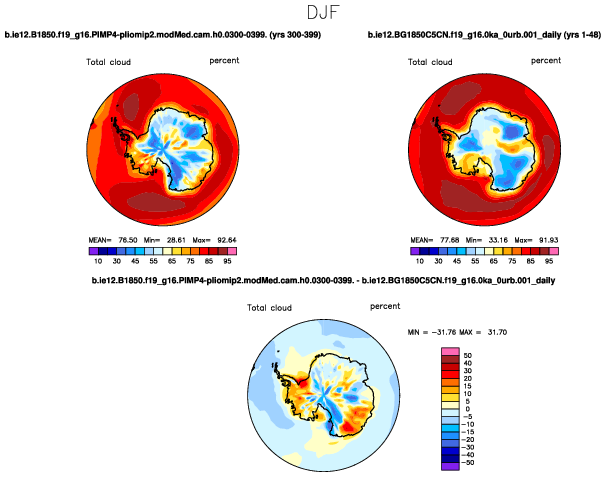 DJF
b.ie12.B1850.f19_g16.PIMP4-pliomip2.modMed.cam.h0.0300-0399. (yrs 300-399)
b.ie12.BG1850C5CN.f19_g16.0ka_0urb.001_daily (yrs 1-48)
Total cloud percent
Total cloud percent
MEAN= 76.50 Min= 28.61 Max= 92.64
MEAN= 77.68 Min= 33.16 Max= 91.93
10 30 45 55 65 75 85 95
10 30 45 55 65 75 85 95
b.ie12.B1850.f19_g16.PIMP4-pliomip2.modMed.cam.h0.0300-0399. - b.ie12.BG1850C5CN.f19_g16.0ka_0urb.001_daily
Total cloud percent
MIN = -31.76 MAX = 31.70
50
40
30
20
15
10
5
0
-5
-10
-15
-20
-30
-40
-50